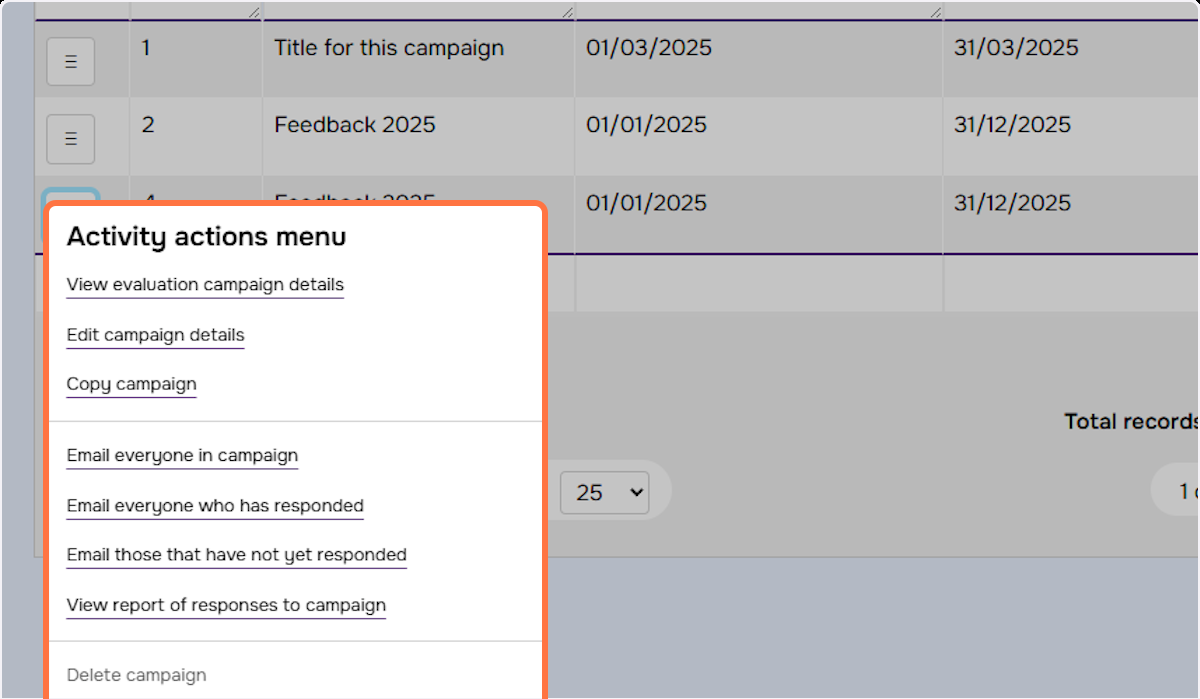 1 Title for this campaign 01/03/2025 31/03/2025
2 Feedback 2025 01/01/2025 31/12/2025
4 Feedback 2025 01/01/2025 31/12/2025
Activity actions menu
View evaluation campaign details
Edit campaign details
Copy campaign
Total records
Email everyone in campaign
25
1
Email everyone who has responded
Email those that have not yet responded
View report of responses to campaign
Delete campaign